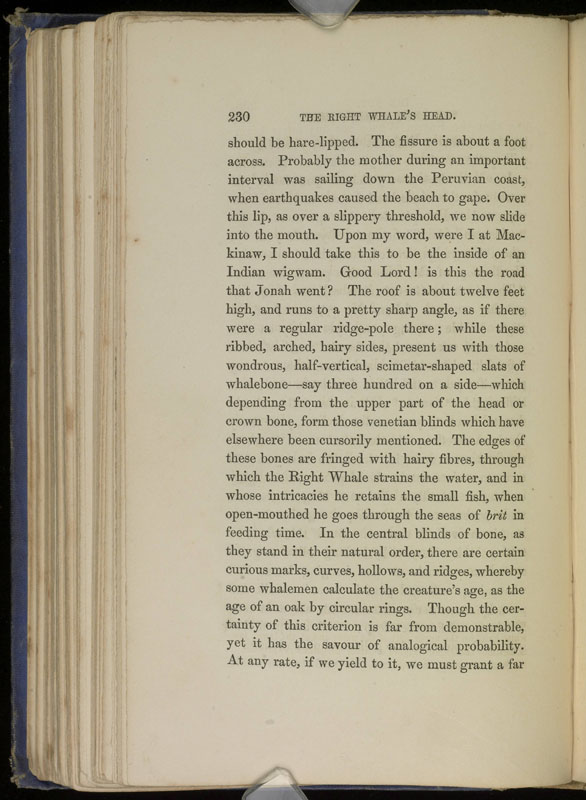 230 THE RIGHT WHALE'S HEAD.
should be hare-lipped. The fissure is about a foot
across. Probably the mother during an important
interval was sailing down the Peruvian coast,
when earthquakes caused the beach to gape. Over
this lip, as over a slippery threshold, we now slide
into the mouth. Upon my word, were I at Mac-
kinaw, I should take this to be the inside of an
Indian wigwam. Good Lord! is this the road
that Jonah went? The roof is about twelve feet
high, and runs to a pretty sharp angle, as if there
were a regular ridge-pole there; while these
ribbed, arched, hairy sides, present us with those
wondrous, half-vertical, scimetar-shaped slats of
whalebone—say three hundred on a side—which
depending from the upper part of the head or
crown bone, form those venetian blinds which have
elsewhere been cursorily mentioned. The edges of
these bones are fringed with hairy fibres, through
which the Right Whale strains the water, and in
whose intricacies he retains the small fish, when
open-mouthed he goes through the seas of brit in
feeding time. In the central blinds of bone, as
they stand in their natural order, there are certain
curious marks, curves, hollows, and ridges, whereby
some whalemen calculate the creature's age, as the
age of an oak by circular rings. Though the cer-
tainty of this criterion is far from demonstrable,
yet it has the savour of analogical probability.
At any rate, if we yield to it, we must grant a far